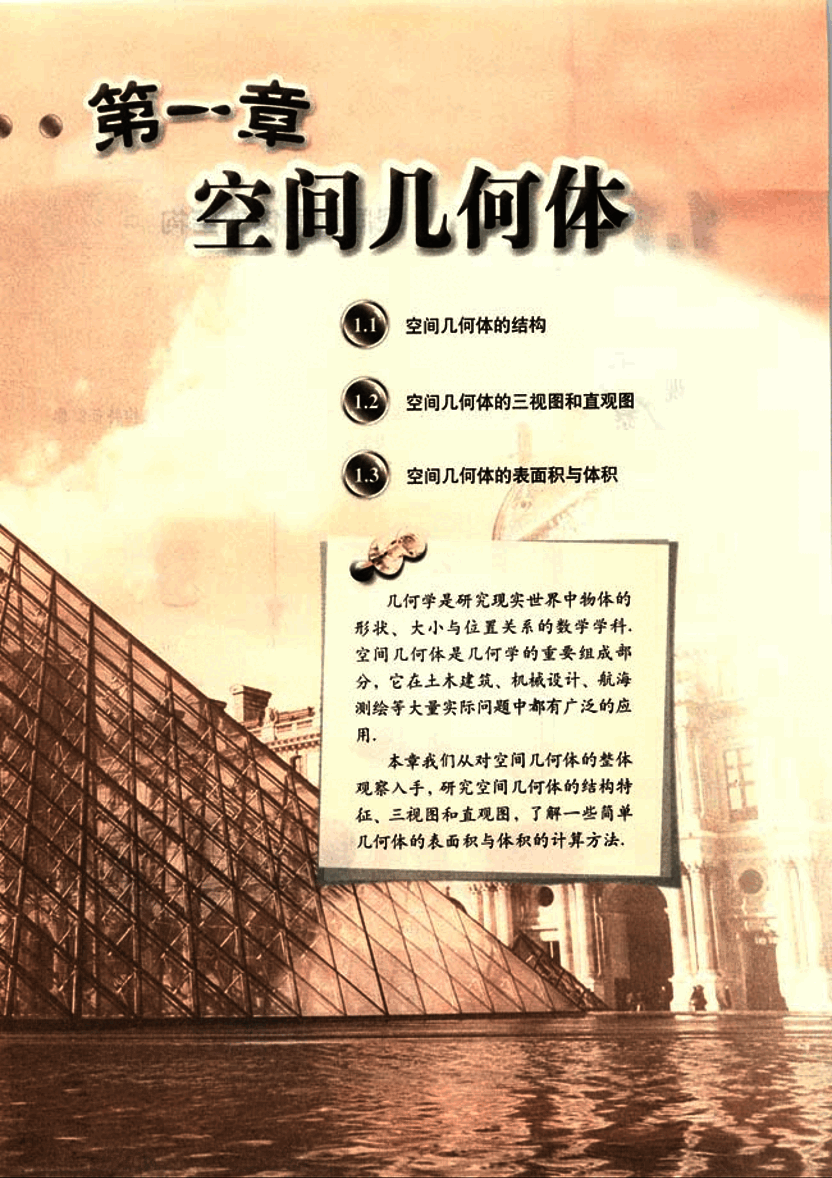 第一章
空间几何体
1.1 空间几何体的结构
1.2 空间几何体的三视图和直观图
1.3 空间几何体的表面积与体积
几何学是研究现实世界中物体的
形状、大小与位置关系的数学学科.
空间几何体是几何学的重要组成部
分，它在土木建筑、机械设计、航海
测绘等大量实际问题中都有广泛的应
用.
本章我们从对空间几何体的整体
观察入手，研究空间几何体的结构特
征、三视图和直观图，了解一些简单
几何体的表面积与体积的计算方法.